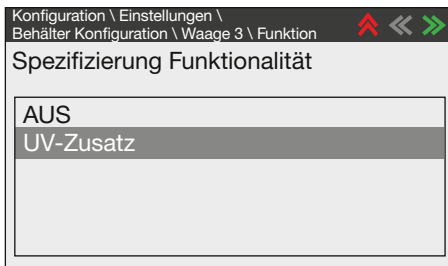 Konfiguration \ Einstellungen \
Behälter Konfiguration \ Waage 3 \ Funktion
Spezifizierung Funktionalität
AUS
UV-Zusatz